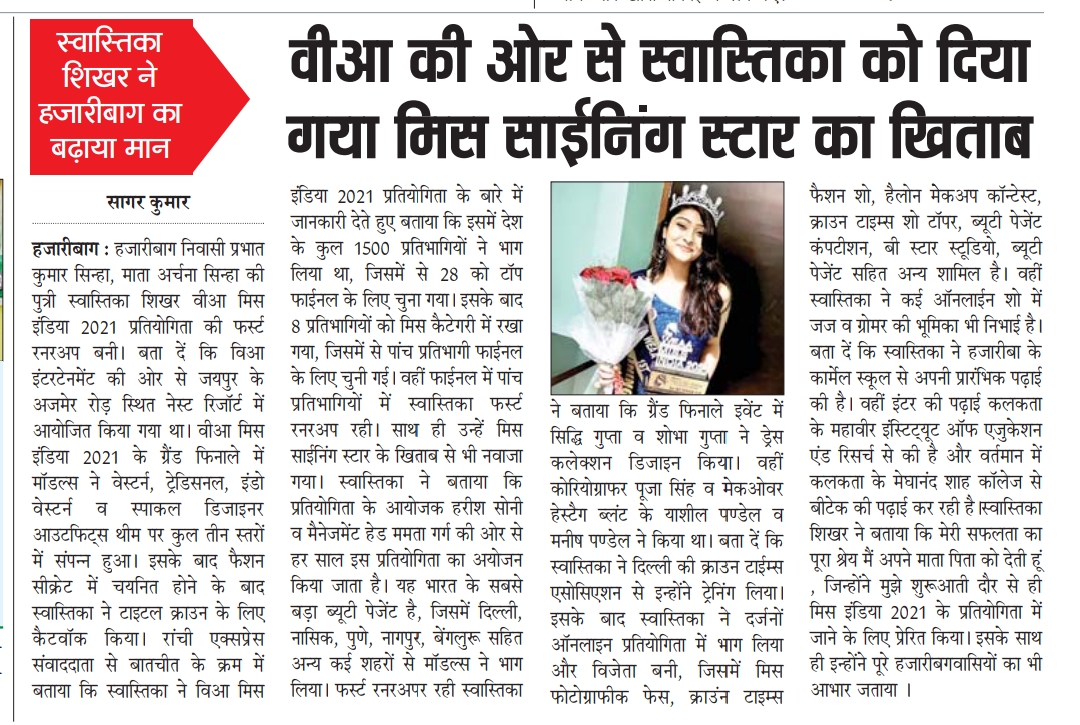 स्वास्तिका
शिखर ने
हजारीबाग का
बढ़ाया मान
वीआ की ओर से स्वास्तिका को दिया
गया मिस साईनिंग स्टार का खिताब
सागर कुमार
हजारीबाग : हजारीबाग निवासी प्रभात
कुमार सिन्हा, माता अर्चना सिन्हा की
पुत्री स्वास्तिका शिखर वीआ मिस
इंडिया 2021 प्रतियोगिता की फर्स्ट
रनरअप बनी। बता दें कि विआ
इंटरटेनमेंट की ओर से जयपुर के
अजमेर रोड़ स्थित नेस्ट रिजॉर्ट में
आयोजित किया गया था। वीआ मिस
इंडिया 2021 के ग्रैंड फिनाले में
मॉडल्स ने वेस्टर्न, ट्रेडिसनल, इंडो
वेस्टर्न व स्पाकल डिजाइनर
आउटफिट्स थीम पर कुल तीन स्तरों
में संपन्न हुआ। इसके बाद फैशन
सीक्रेट में चयनित होने के बाद
स्वास्तिका ने टाइटल क्राउन के लिए
कैटवॉक किया। रांची एक्सप्रेस
संवाददाता से बातचीत के क्रम में
बताया कि स्वास्तिका ने विआ मिस
इंडिया 2021 प्रतियोगिता के बारे में
जानकारी देते हुए बताया कि इसमें देश
के कुल 1500 प्रतिभागियों ने भाग
लिया था, जिसमें से 28 को टॉप
फाईनल के लिए चुना गया। इसके बाद
8 प्रतिभागियों को मिस कैटेगरी में रखा
गया, जिसमें से पांच प्रतिभागी फाईनल
के लिए चुनी गई। वहीं फाईनल में पांच
प्रतिभागियों में स्वास्तिका फर्स्ट
रनरअप रही। साथ ही उन्हें मिस
साईनिंग स्टार के खिताब से भी नवाजा
गया। स्वास्तिका ने बताया कि
प्रतियोगिता के आयोजक हरीश सोनी
व मैनेजमेंट हेड ममता गर्ग की ओर से
हर साल इस प्रतियोगिता का अयोजन
किया जाता है। यह भारत के सबसे
बड़ा ब्यूटी पेजेंट है, जिसमें दिल्ली,
नासिक, पुणे, नागपुर, बेंगलुरू सहित
अन्य कई शहरों से मॉडल्स ने भाग
लिया। फर्स्ट रनरअपर रही स्वास्तिका
ने बताया कि ग्रैंड फिनाले इवेंट में
सिद्धि गुप्ता व शोभा गुप्ता ने ड्रेस
कलेक्शन डिजाइन किया। वहीं
कोरियोग्राफर पूजा सिंह व मेकओवर
हेस्टैग ब्लंट के याशील पाण्डेल व
मनीष पण्डेल ने किया था। बता दें कि
स्वास्तिका ने दिल्ली की क्राउन टाईम्स
एसोसिएशन से इन्होंने ट्रेनिंग लिया।
इसके बाद स्वास्तिका ने दर्जनों
ऑनलाइन प्रतियोगिता में भाग लिया
और विजेता बनी, जिसमें मिस
फोटोग्राफीक फेस, क्राउंन टाइम्स
फैशन शो, हैलोन मेकअप कॉन्टेस्ट,
क्राउन टाइम्स शो टॉपर, ब्यूटी पेजेंट
कंपटीशन, बी स्टार स्टूडियो, ब्यूटी
पेजेंट सहित अन्य शामिल है। वहीं
स्वास्तिका ने कई ऑनलाईन शो में
जज व ग्रोमर की भूमिका भी निभाई है।
बता दें कि स्वास्तिका ने हजारीबा के
कार्मेल स्कूल से अपनी प्रारंभिक पढ़ाई
की है। वहीं इंटर की पढ़ाई कलकता
के महावीर इंस्टिट्यूट ऑफ एजुकेशन
एंड रिसर्च से की है और वर्तमान में
कलकता के मेघानंद शाह कॉलेज से
बीटेक की पढ़ाई कर रही है।स्वास्तिका
शिखर ने बताया कि मेरी सफलता का
पूरा श्रेय मैं अपने माता पिता को देती हूं
, जिन्होंने मुझे शुरूआती दौर से ही
मिस इंडिया 2021 के प्रतियोगिता में
जाने के लिए प्रेरित किया। इसके साथ
ही इन्होंने पूरे हजारीबगवासियों का भी
आभार जताया ।